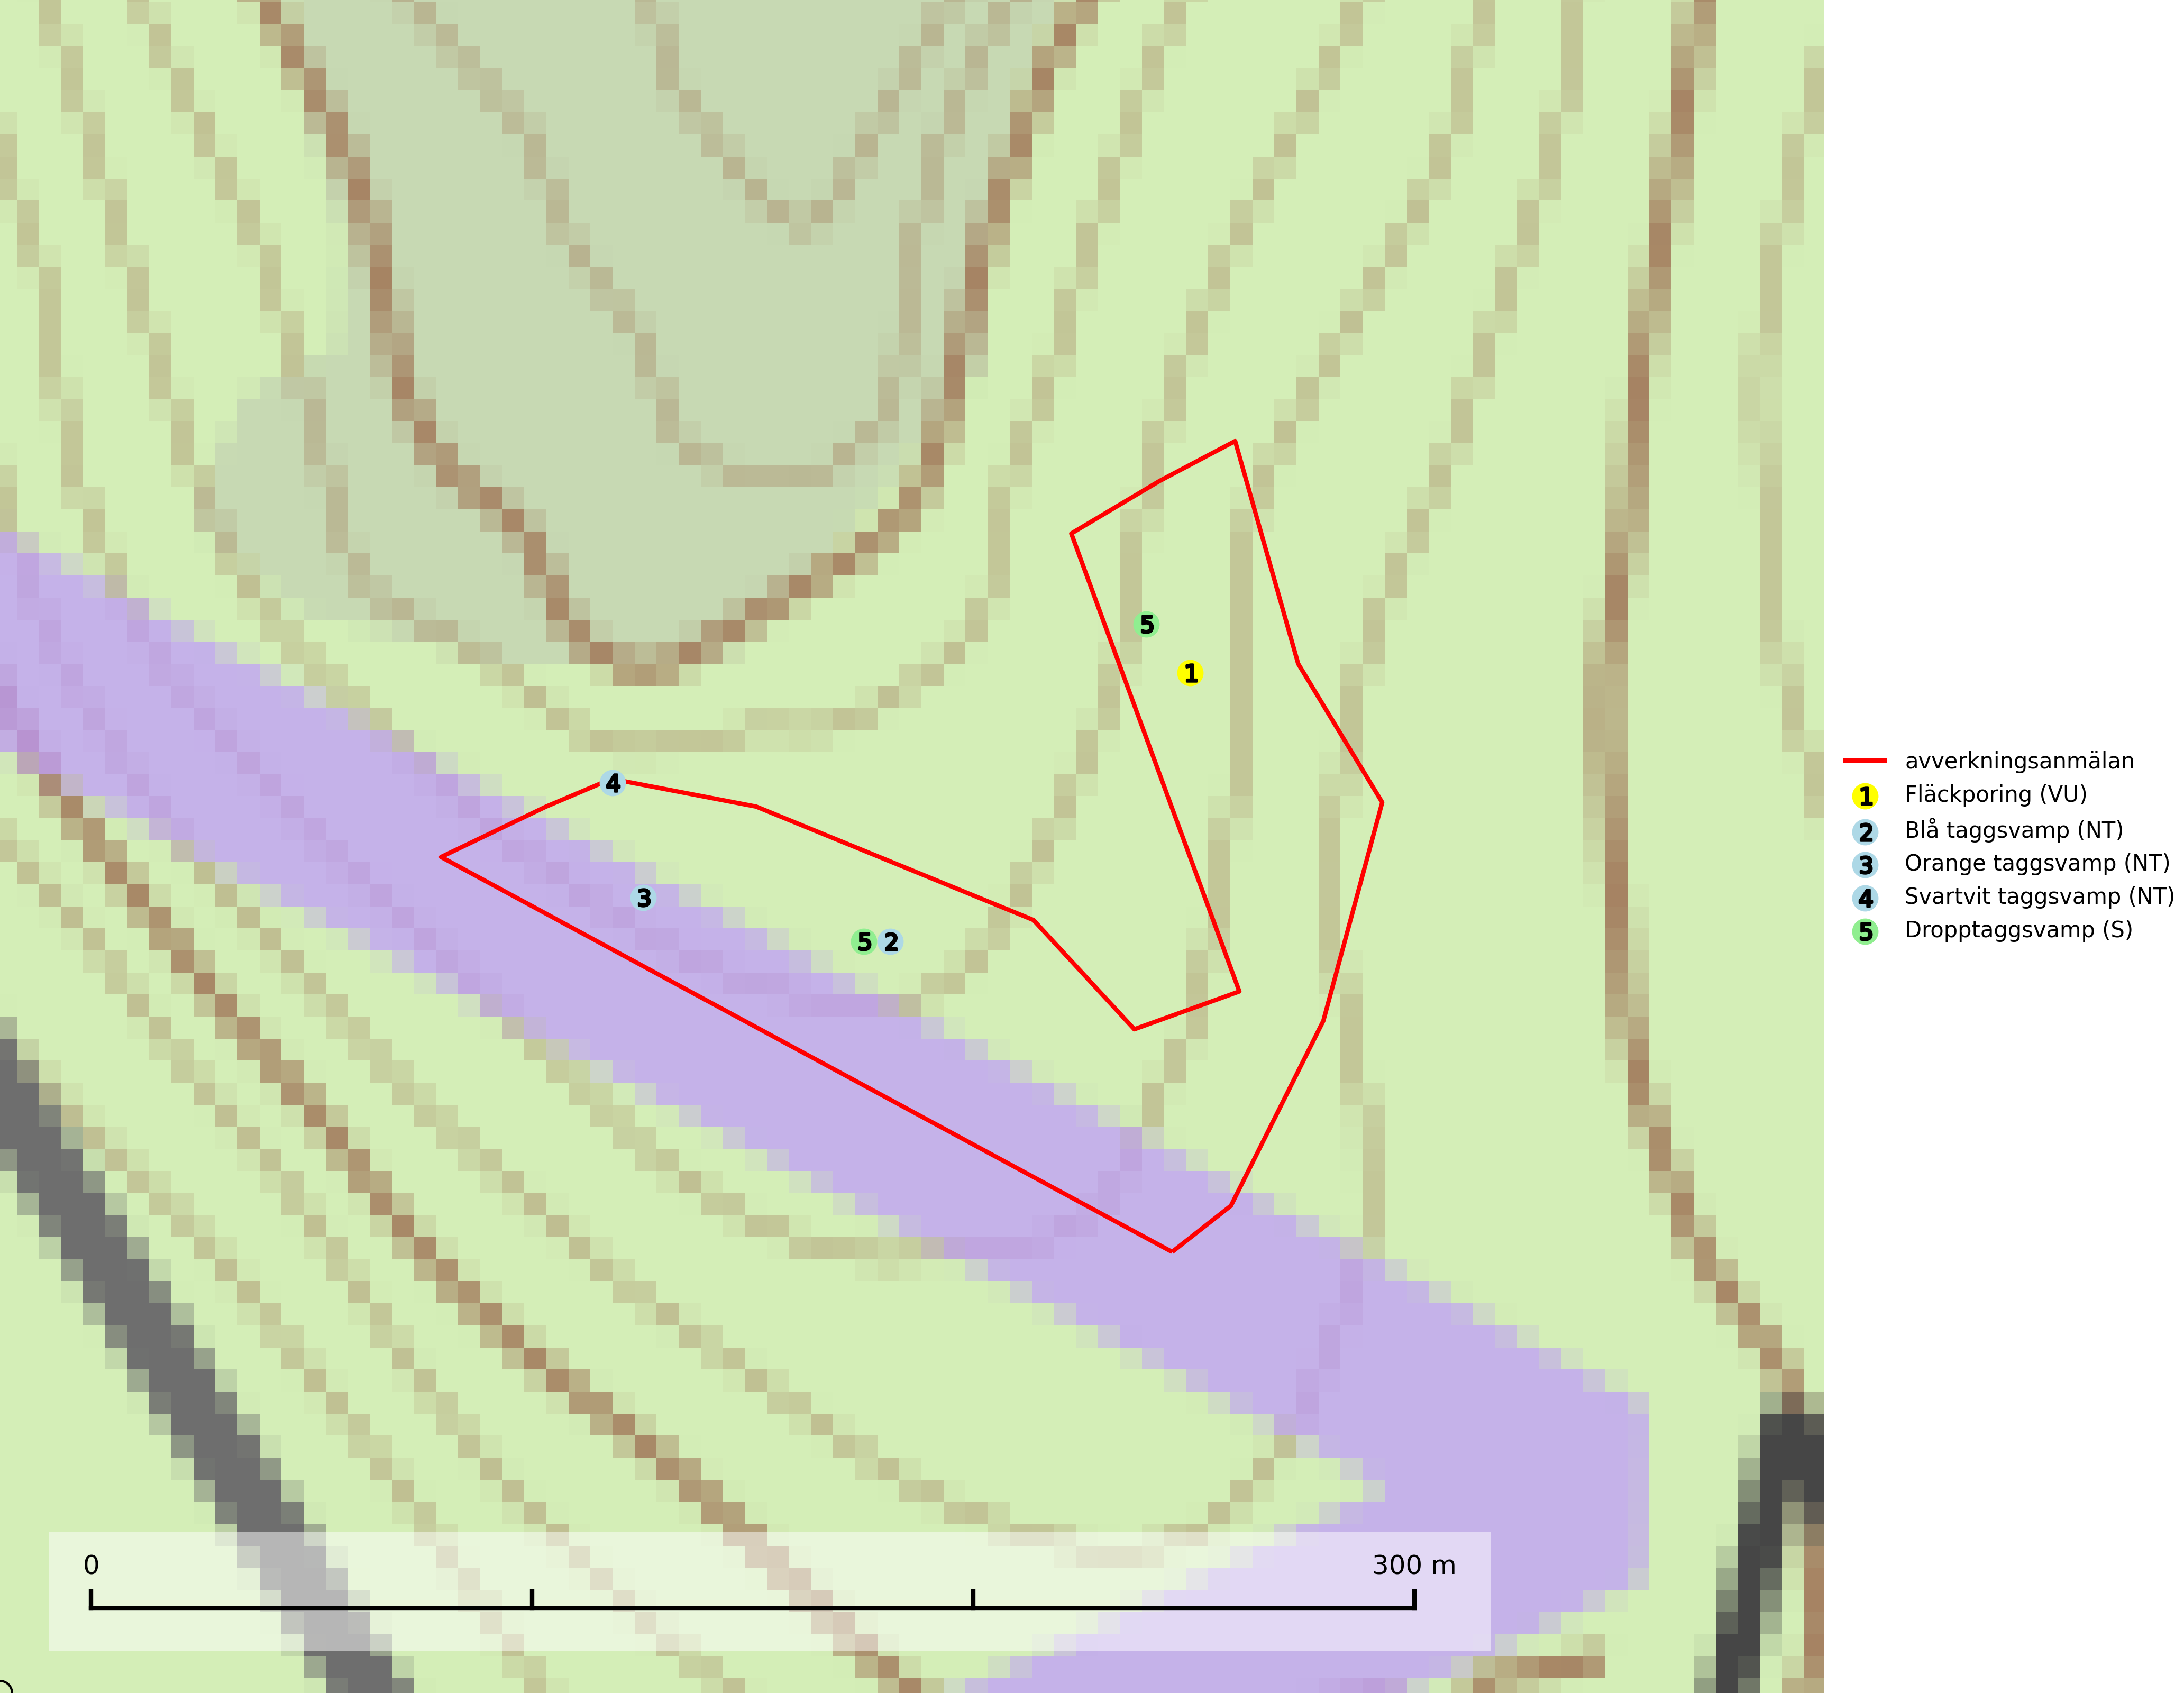 5
1
4
3
5 2
0 300 m
avverkningsanmälan
1 Fläckporing (VU)
2 Blå taggsvamp (NT)
3 Orange taggsvamp (NT)
4 Svartvit taggsvamp (NT)
5 Dropptaggsvamp (S)